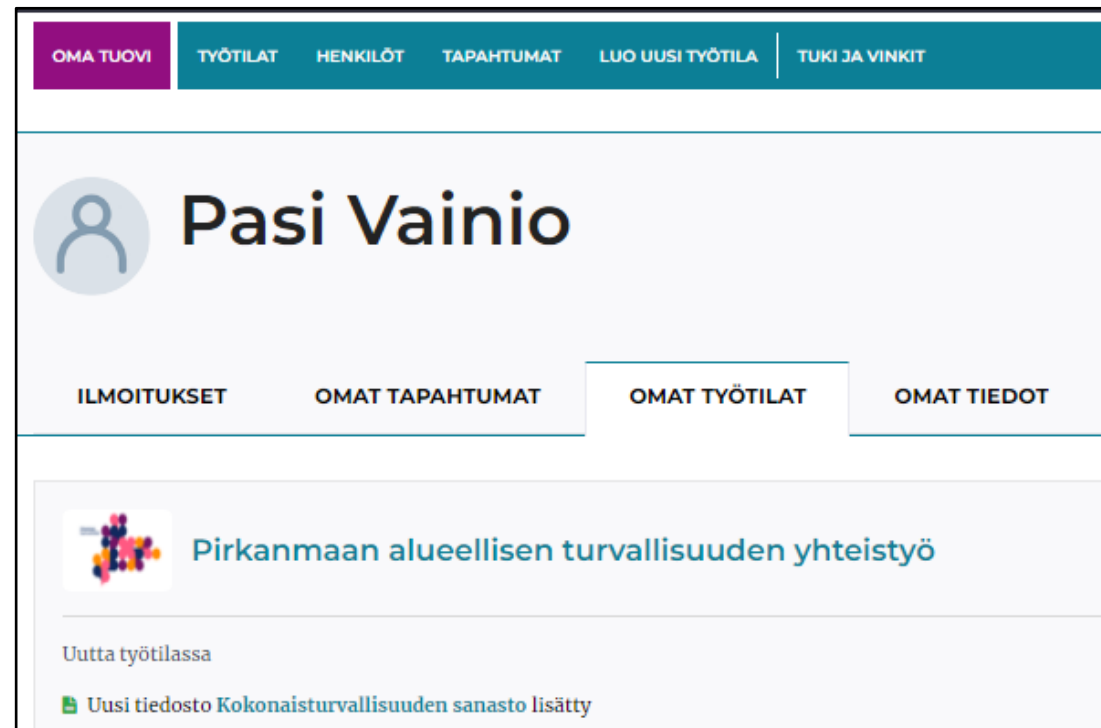 OMA TUOVI TYÖTILAT HENKILÖT TAPAHTUMAT LUO UUSI TYÖTILA TUKI JA VINKIT
Pasi Vainio
ILMOITUKSET OMAT TAPAHTUMAT OMAT TYÖTILAT OMAT TIEDOT
Pirkanmaan alueellisen turvallisuuden yhteistyö
Uutta työtilassa
Uusi tiedosto Kokonaisturvallisuuden sanasto lisätty